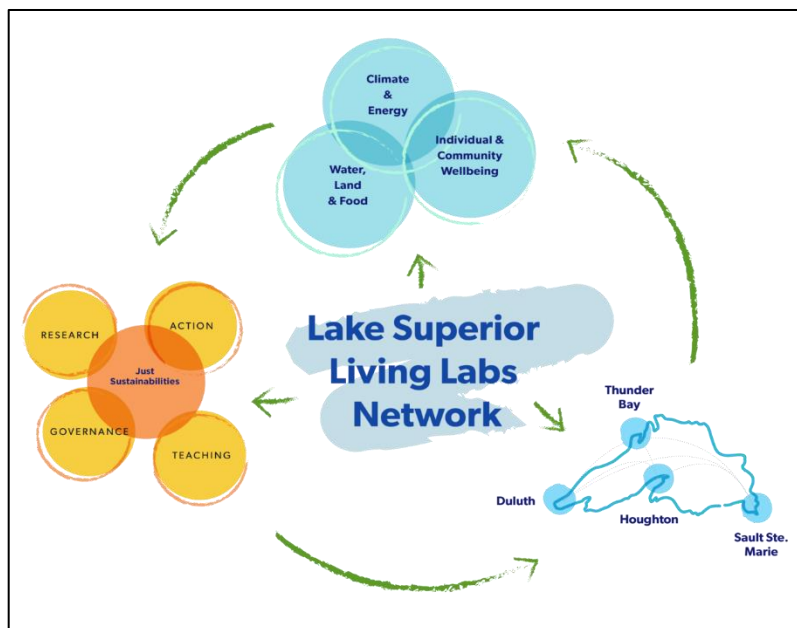 Climate
&
Energy
Individual &
Community
Wellbeing
Water,
Land
& Food
RESEARCH
ACTION
Just
Sustainabilities
GOVERNANCE
TEACHING
Lake Superior
Living Labs
Network
Thunder
Bay
Duluth
Houghton
Sault Ste.
Marie